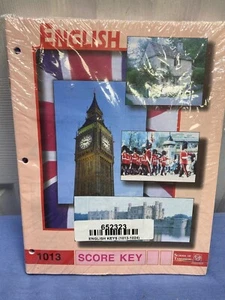 ENGLISH
652323
ENGLISH KEYS (1013-1024)
1013 SCORE KEY